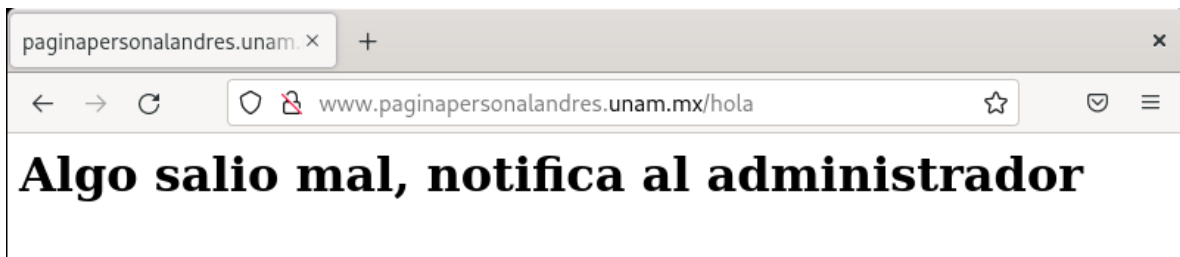 paginapersonalandres.unam.
www.paginapersonalandres.unam.mx/hola
Algo salio mal, notifica al administrador